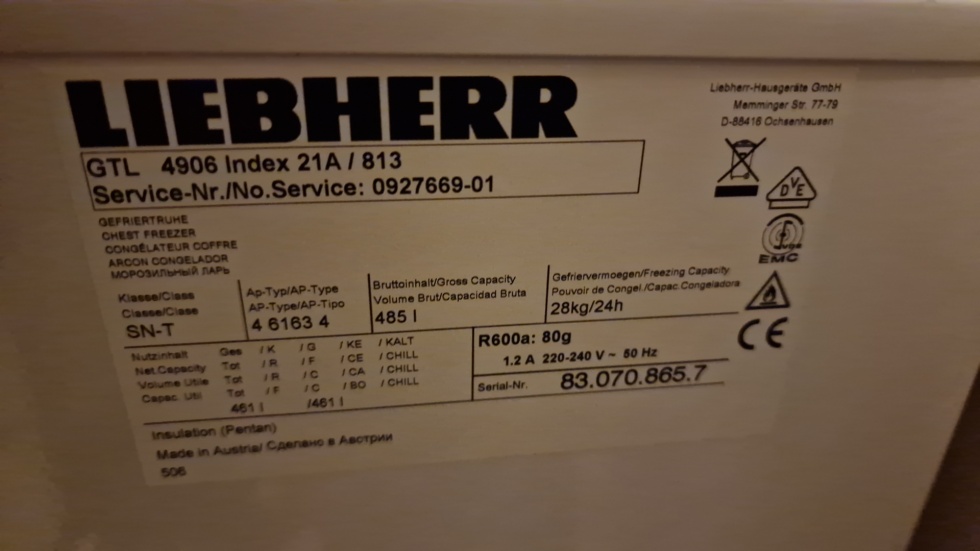 LIEBHERR
Liebherr-Hausgeräte GmbH
Memminger Str. 77-79
D-88416 Ochsenhausen
GTL 4906 Index 21A / 813
Service-Nr./No.Service: 0927669-01
GEFRIERTRUHE
CHEST FREEZER
CONGÉLATEUR COFFRE
ARCON CONGELADOR
МОРОЗИЛЬНЫЙ ЛАРЬ
DVE
EMC
Klasse/Class
Classe/Clase
SN-T
Ap-Typ/AP-Type
AP-Type/AP-Tipo
4 6163 4
Bruttoinhalt/Gross Capacity
Volume Brut/Capacidad Bruta
485 l
Gefriervermoegen/Freezing Capacity
Pouvoir de Congel./Capac.Congeladora
28kg/24h
CE
Nutzinhalt Ges / K / G / KE / KALT
Net.Capacity Tot / R / F / CE / CHILL
Volume Utile Tot / R / C / CA / CHILL
Capac. Util Tot / F / C / BO / CHILL
461 l /461 l
R600a: 80g
1.2 A 220-240 V ~ 50 Hz
Serial-Nr. 83.070.865.7
Insulation (Pentan)
Made in Austria/ Сделано в Австрии
506